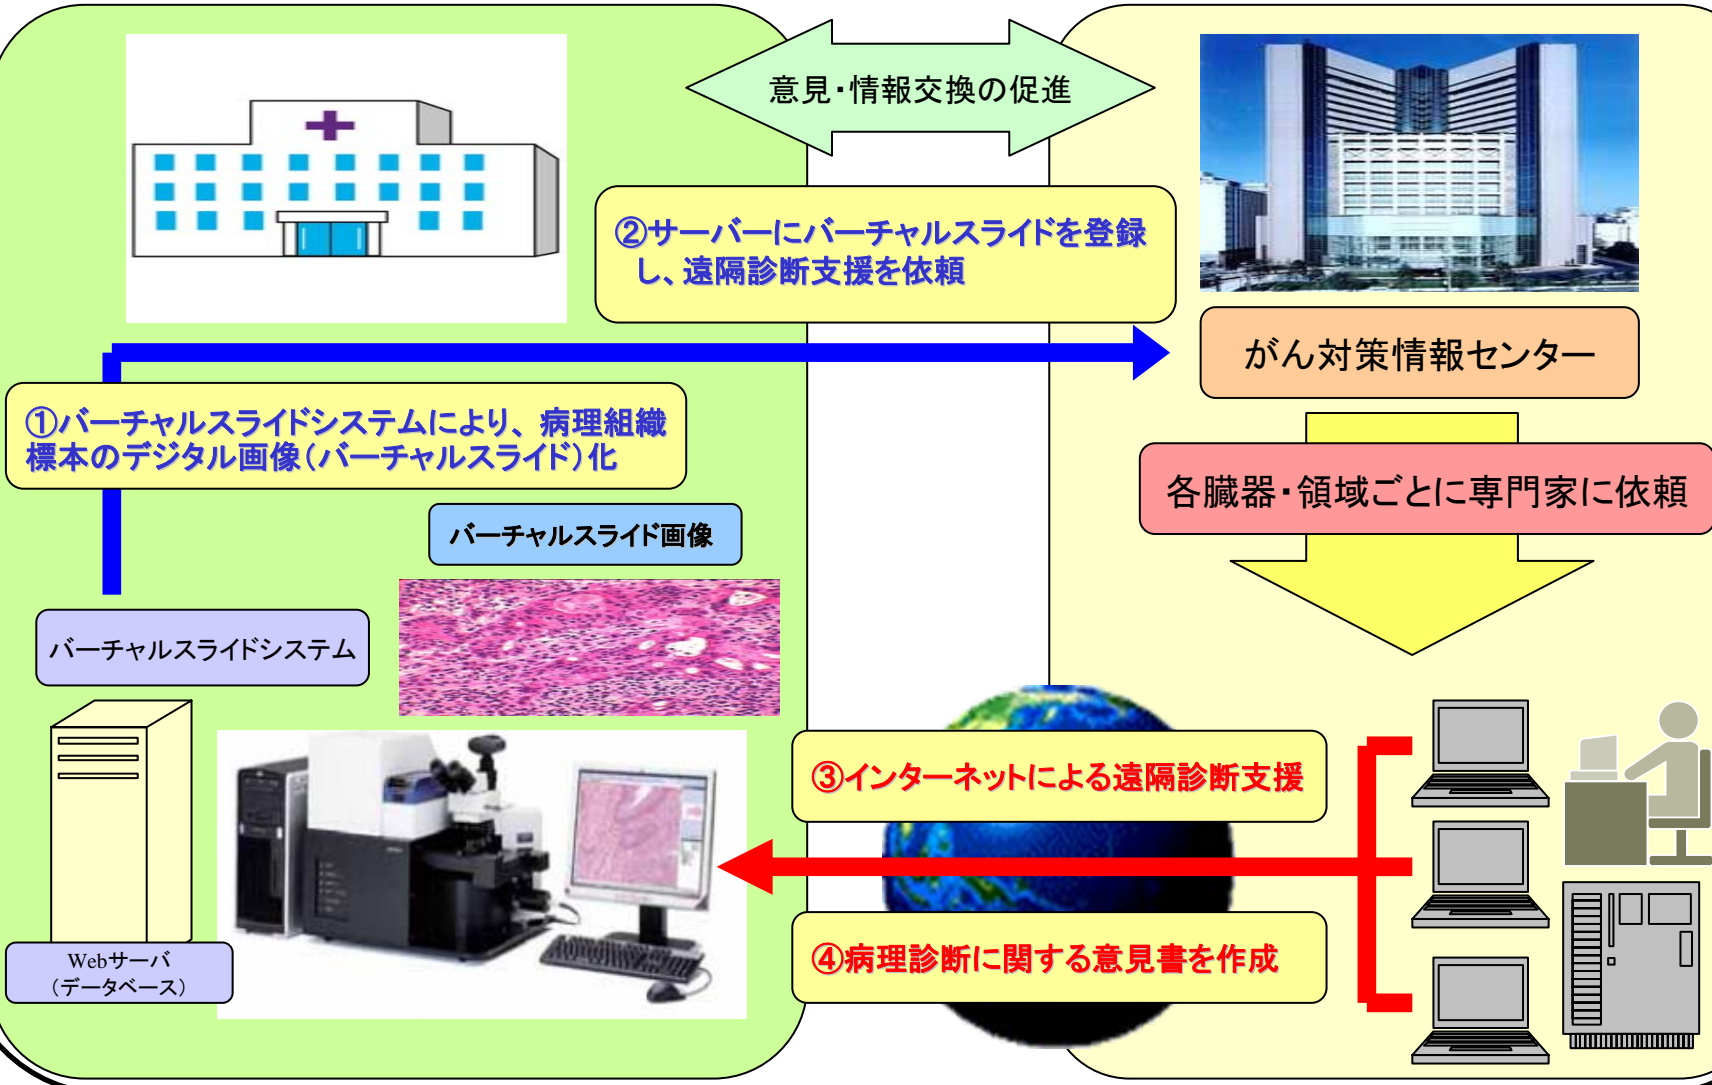 意見・情報交換の促進
②サーバーにバーチャルスライドを登録
し、遠隔診断支援を依頼
がん対策情報センター
①バーチャルスライドシステムにより、病理組織
標本のデジタル画像(バーチャルスライド)化
各臓器・領域ごとに専門家に依頼
バーチャルスライド画像
バーチャルスライドシステム
③インターネットによる遠隔診断支援
④病理診断に関する意見書を作成
Webサーバ
(データベース)